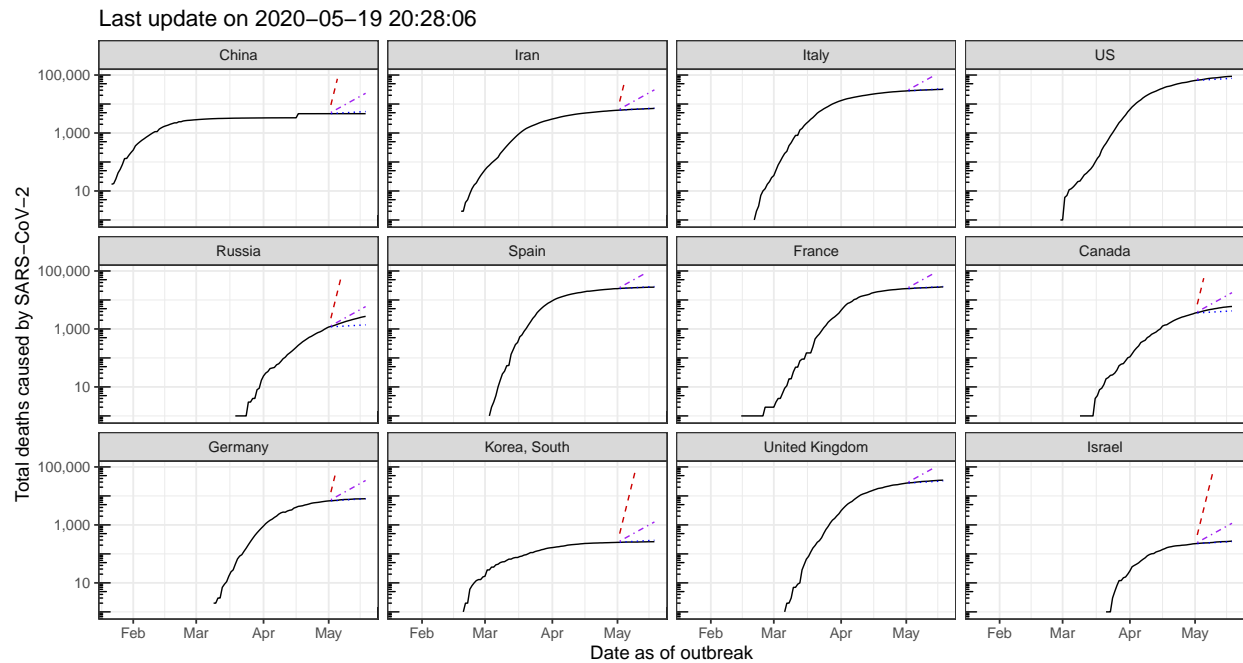 Last update on 2020−05−19 20:28:06
China Iran Italy US
100,000
1,000
10
Russia Spain France Canada
100,000
1,000
10
Germany Korea, South United Kingdom Israel
100,000
1,000
10
Feb Mar Apr May Feb Mar Apr May Feb Mar Apr May Feb Mar Apr May
Date as of outbreak
Total deaths caused by SARS−CoV−2